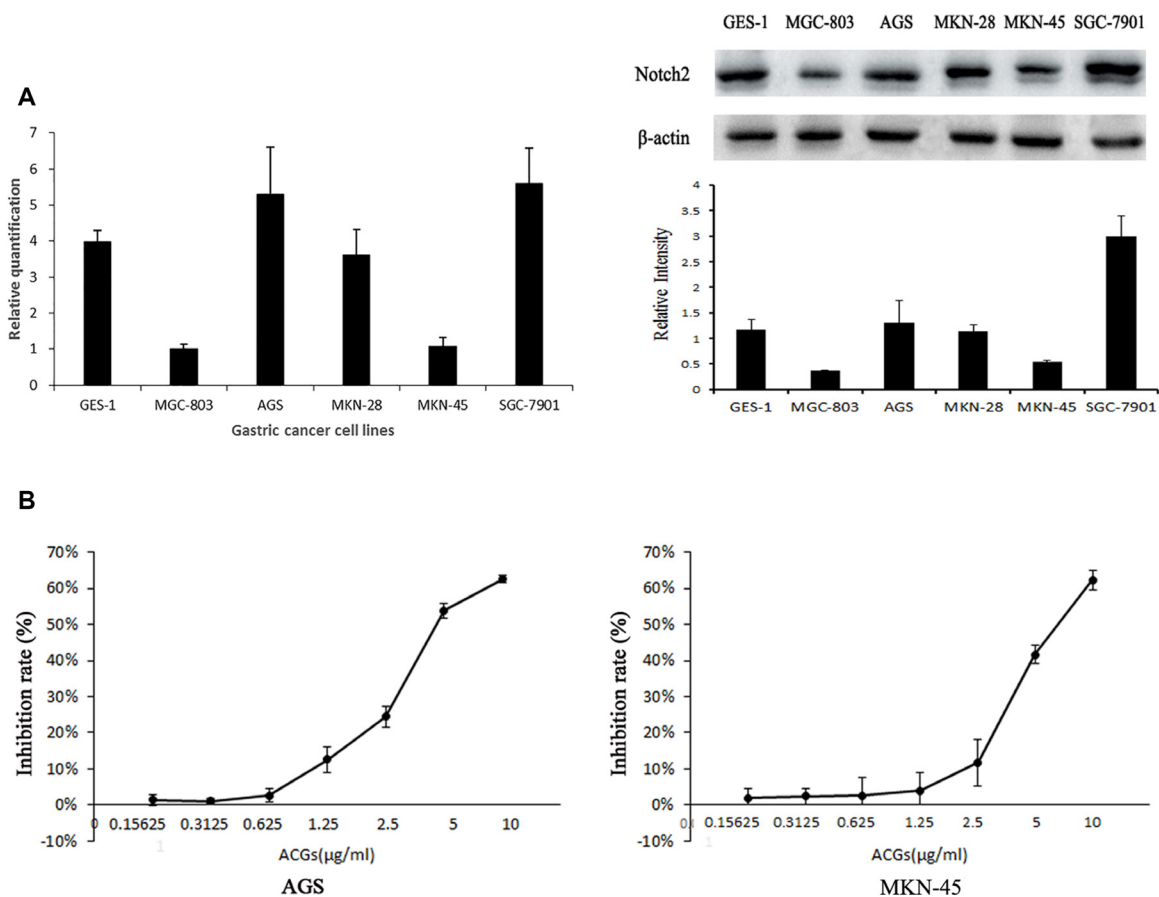 A
Relative quantification
7
6
5
4
3
2
1
0
GES-1 MGC-803 AGS MKN-28 MKN-45 SGC-7901
Gastric cancer cell lines
GES-1 MGC-803 AGS MKN-28 MKN-45 SGC-7901
Notch2
β-actin
Relative Intensity
4
3.5
3
2.5
2
1.5
1
0.5
0
GES-1 MGC-803 AGS MKN-28 MKN-45 SGC-7901
B
Inhibition rate (%)
70%
60%
50%
40%
30%
20%
10%
0%
-10%
0 0.15625 0.3125 0.625 1.25 2.5 5 10
1
ACGs(μg/ml)
AGS
Inhibition rate (%)
70%
60%
50%
40%
30%
20%
10%
0%
-10%
0.15625 0.3125 0.625 1.25 2.5 5 10
1
ACGs(μg/ml)
MKN-45